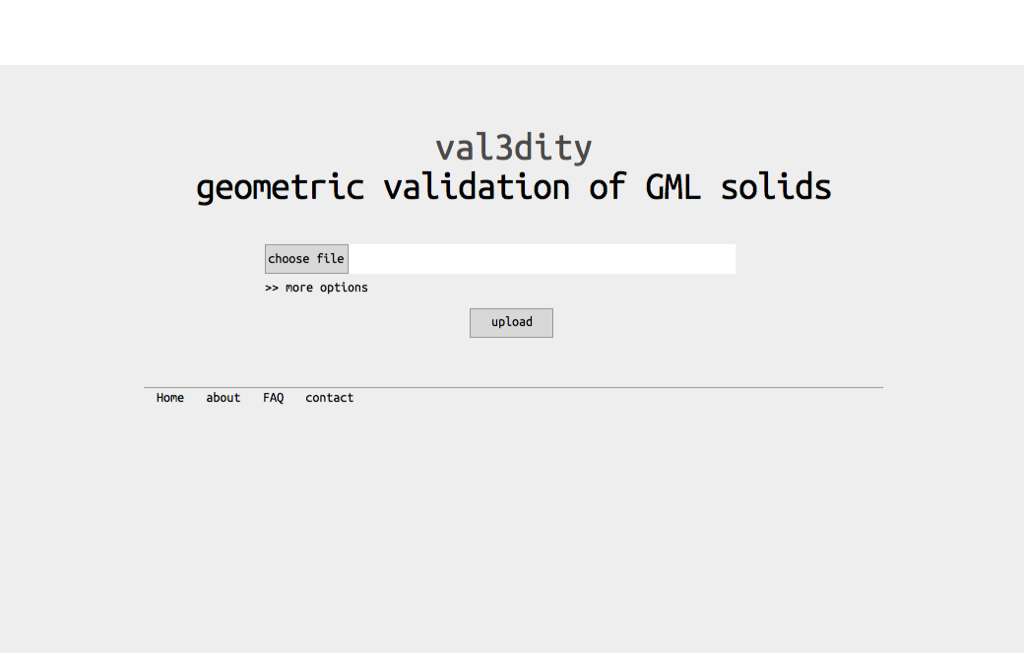 val3dity
geometric validation of GML solids
choose file
>> more options
upload
Home about FAQ contact